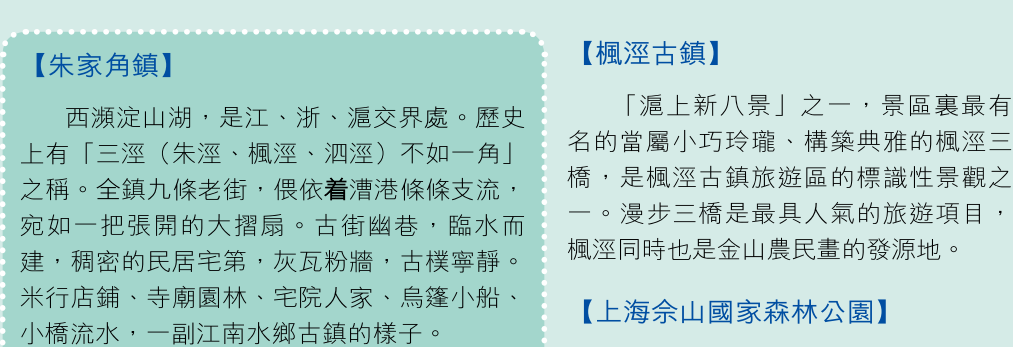 【朱家角鎮】
西瀕淀山湖，是江、浙、滬交界處。歷史
上有「三涇（朱涇、楓涇、泗涇）不如一角」
之稱。全鎮九條老街，偎依着漕港條條支流，
宛如一把張開的大摺扇。古街幽巷，臨水而
建，稠密的民居宅第，灰瓦粉牆，古樸寧靜。
米行店鋪、寺廟園林、宅院人家、烏篷小船、
小橋流水，一副江南水鄉古鎮的樣子。
【楓涇古鎮】
「滬上新八景」之一，景區裏最有
名的當屬小巧玲瓏、構築典雅的楓涇三
橋，是楓涇古鎮旅遊區的標識性景觀之
一。漫步三橋是最具人氣的旅遊項目，
楓涇同時也是金山農民畫的發源地。
【上海佘山國家森林公園】